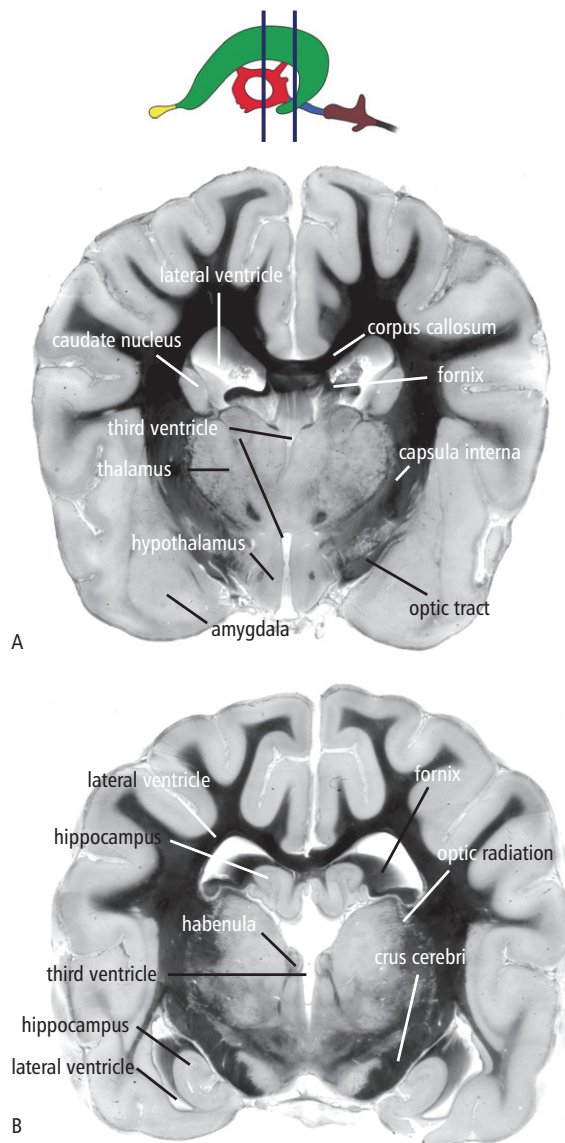 lateral ventricle
corpus callosum
caudate nucleus
fornix
third ventricle
capsula interna
thalamus
hypothalamus
optic tract
amygdala
A
lateral ventricle
fornix
hippocampus
optic radiation
habenula
crus cerebri
third ventricle
hippocampus
lateral ventricle
B